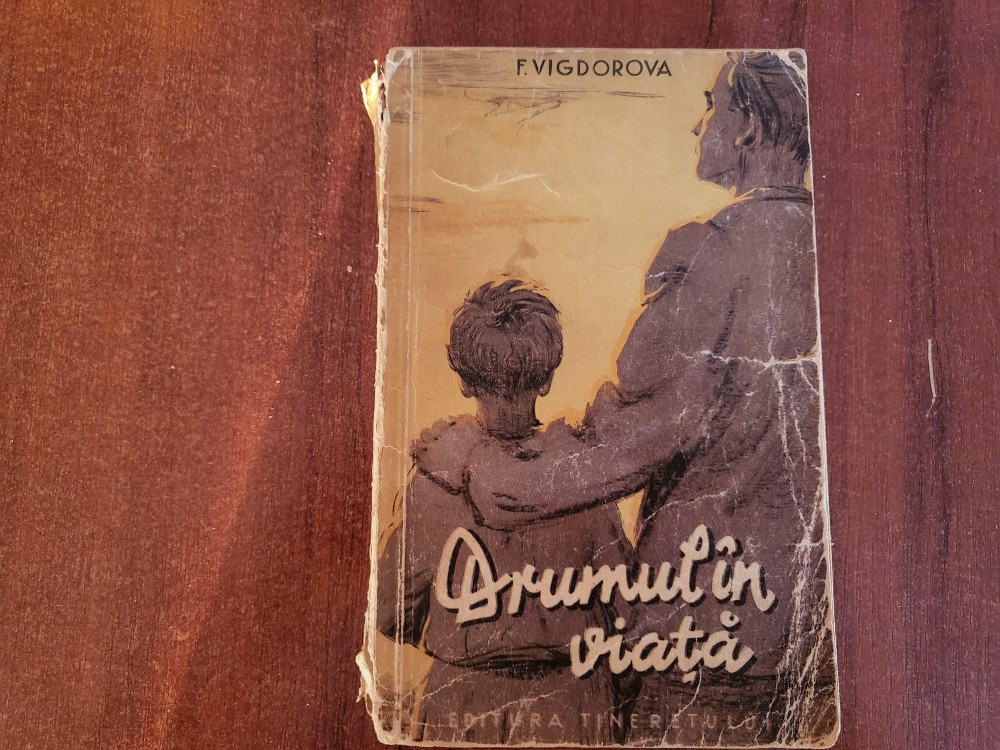 F. VIGDOROVA
Drumul în
viață
EDITURA TINERETULUI